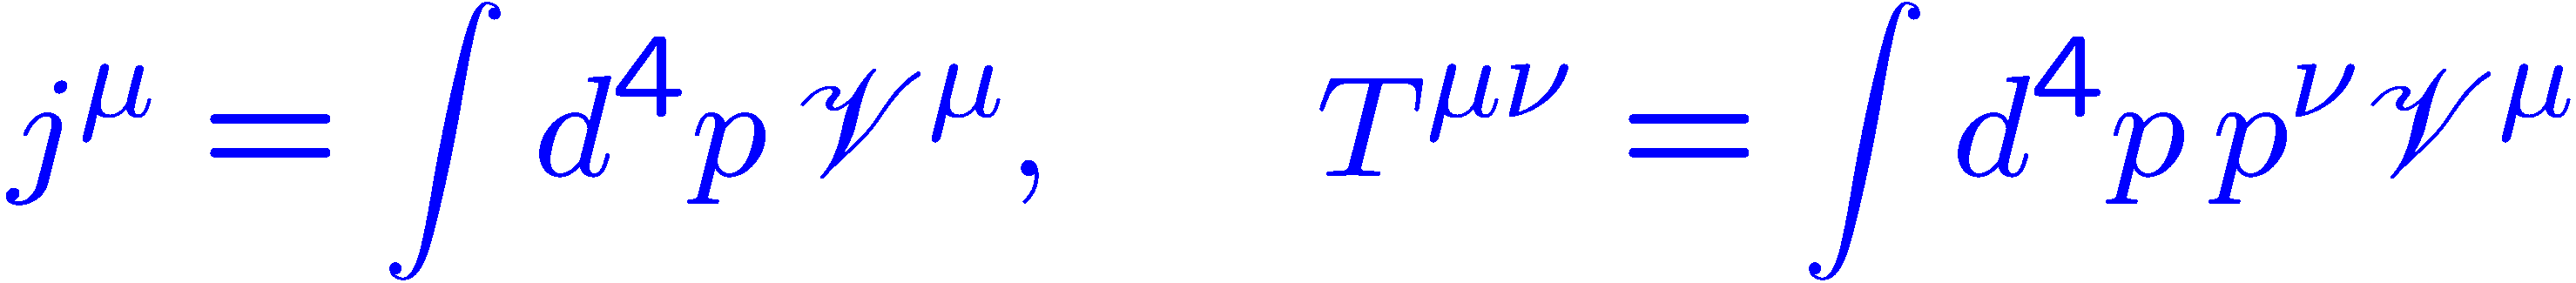 j^μ = ∫ d^4p 𝒱^μ , T^{μν} = ∫ d^4p p^ν 𝒱^μ